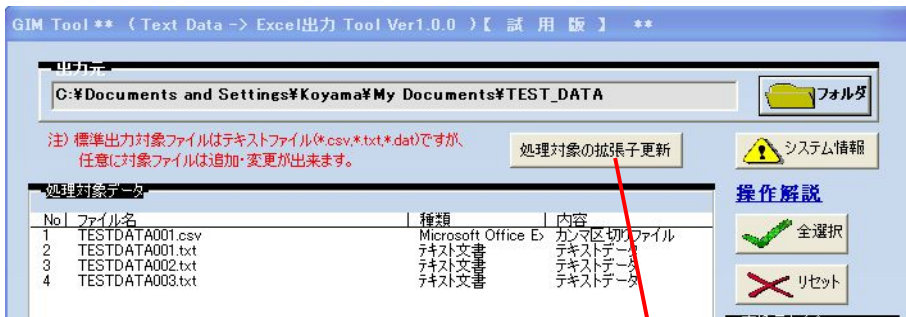 GIM Tool ** （ Text Data -> Excel出力 Tool Ver1.0.0 ）【 試 用 版 】 **
出力元
C:¥Documents and Settings¥Koyama¥My Documents¥TEST_DATA
フォルダ
注） 標準出力対象ファイルはテキストファイル(*.csv,*.txt,*.dat)ですが、
任意に対象ファイルは追加・変更が出来ます。
処理対象の拡張子更新
システム情報
処理対象データ
操作解説
No| ファイル名 | 種類 | 内容
1 TESTDATA001.csv Microsoft Office E> カンマ区切りファイル
2 TESTDATA001.txt テキスト文書 テキストデータ
3 TESTDATA002.txt テキスト文書 テキストデータ
4 TESTDATA003.txt テキスト文書 テキストデータ
全選択
リセット